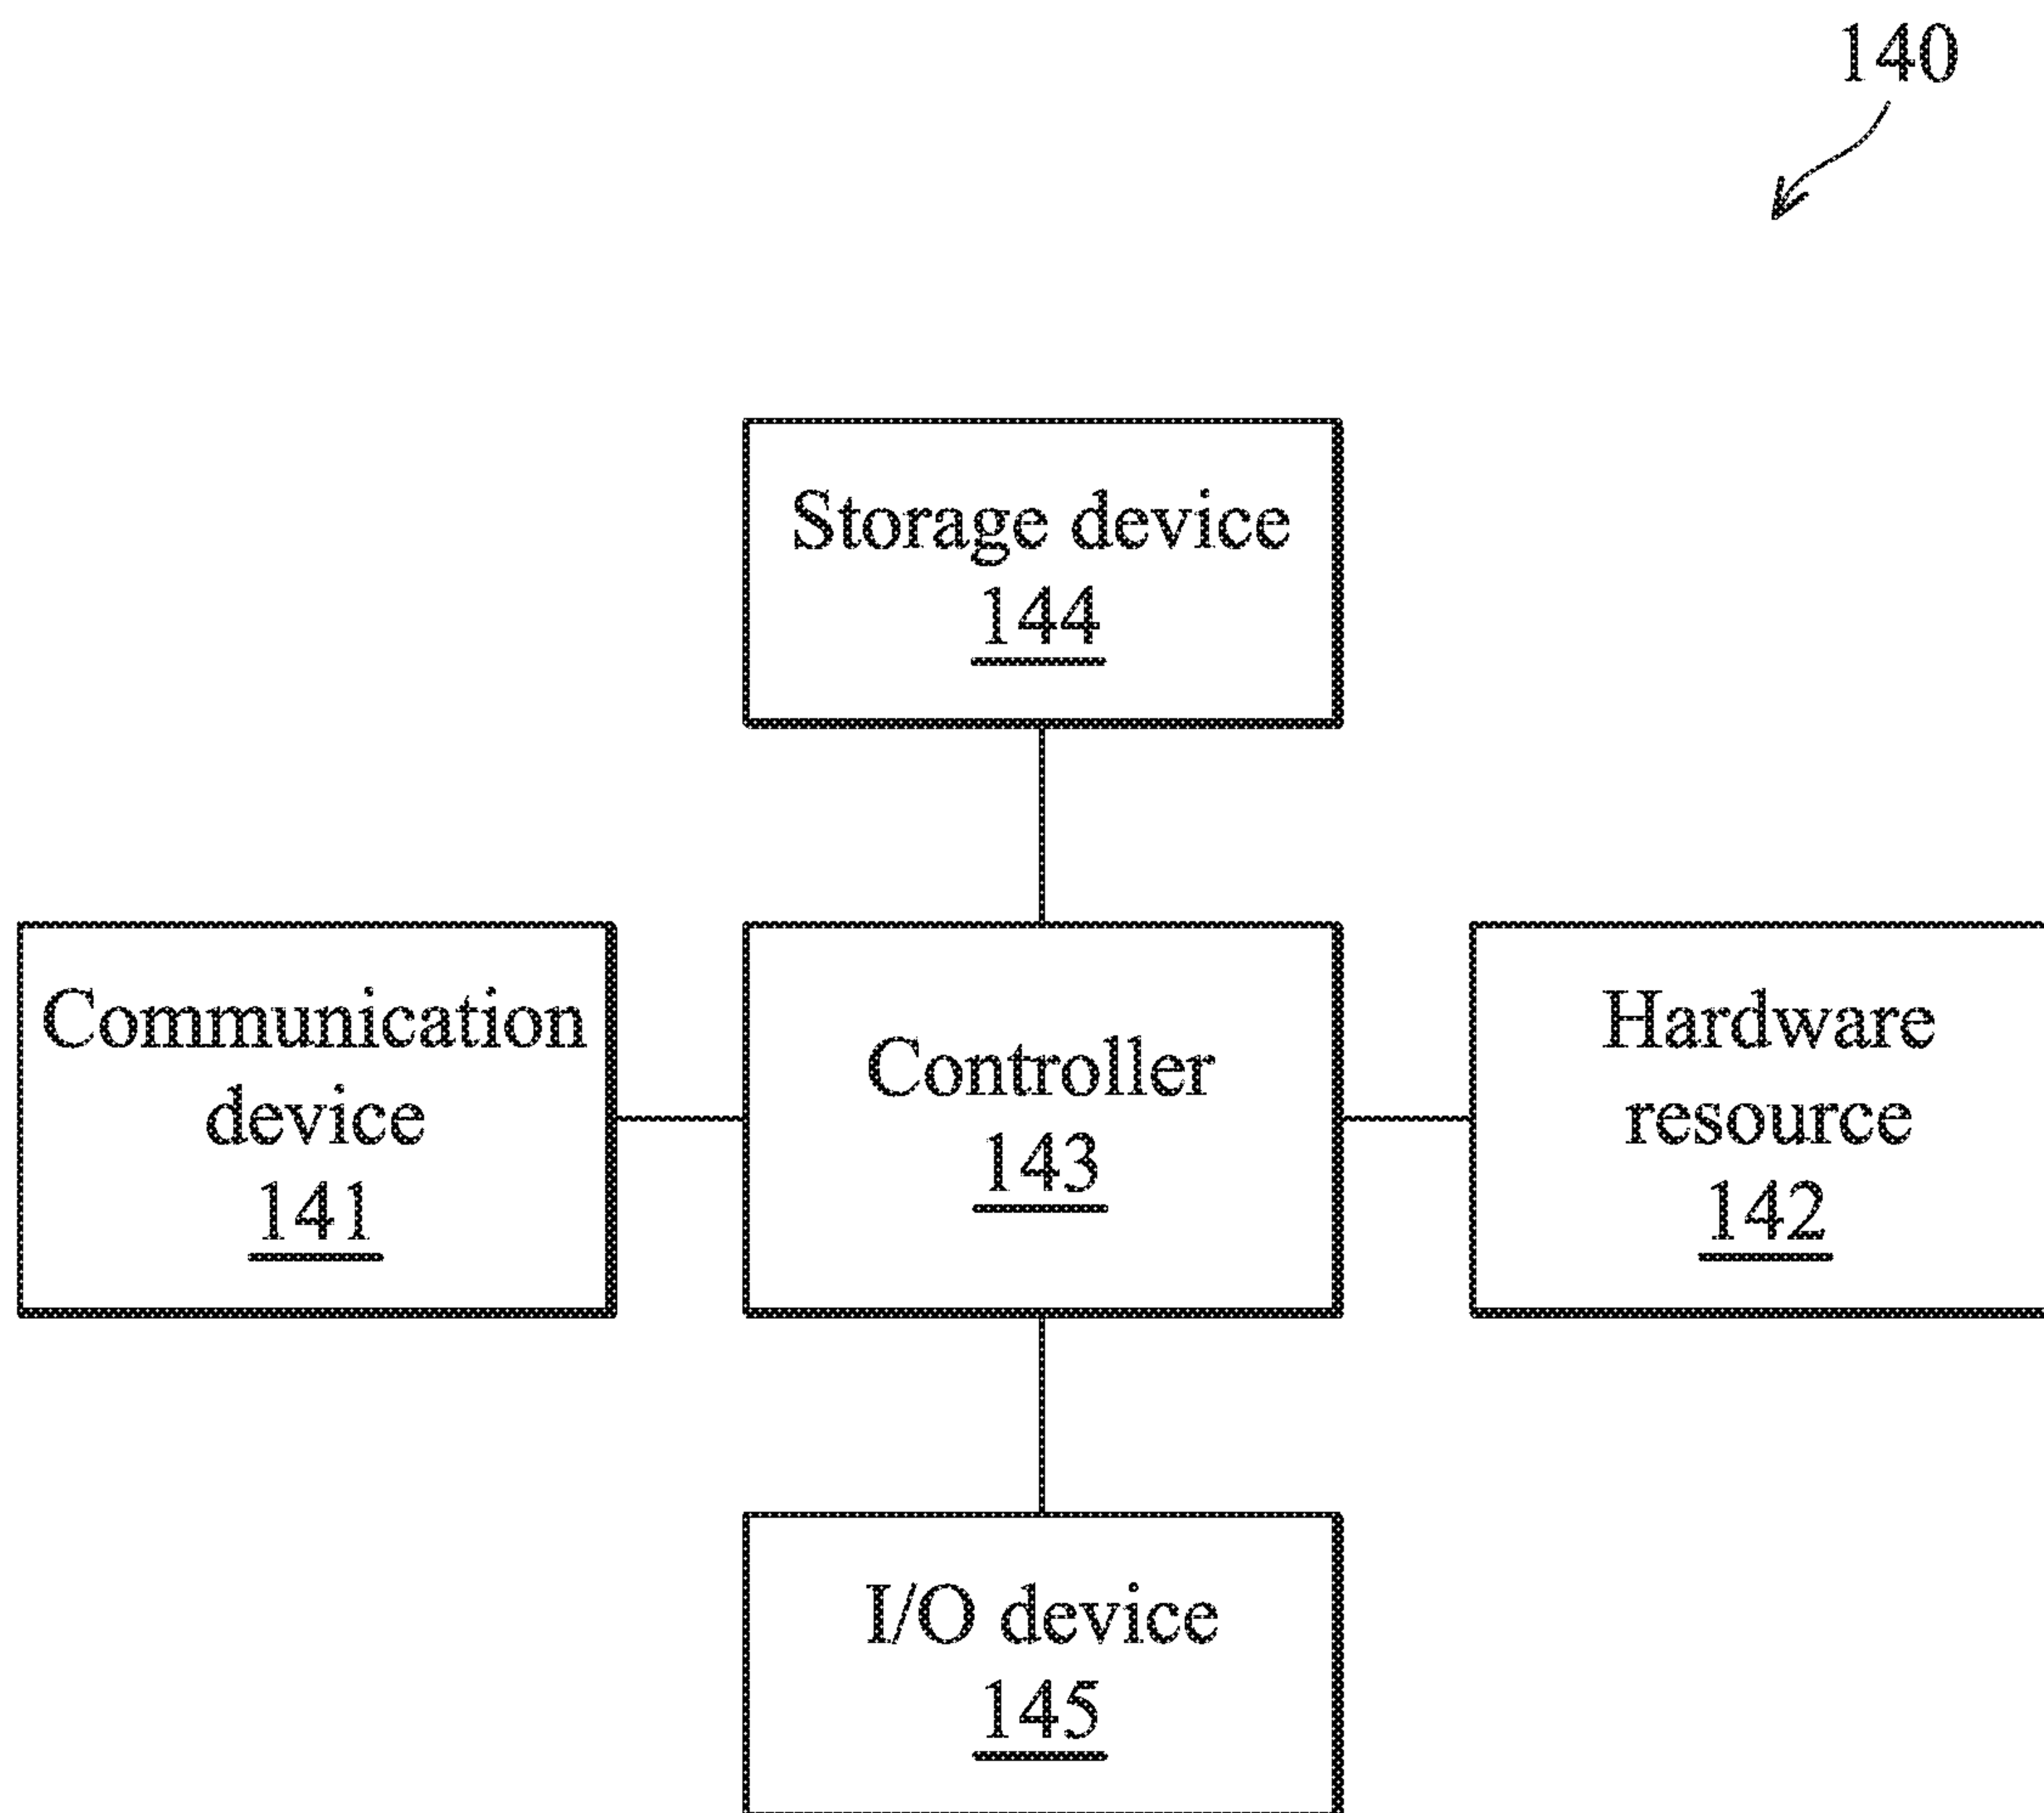 140
Storage device
144
Communication
device
141
Controller
143
Hardware
resource
142
I/O device
145